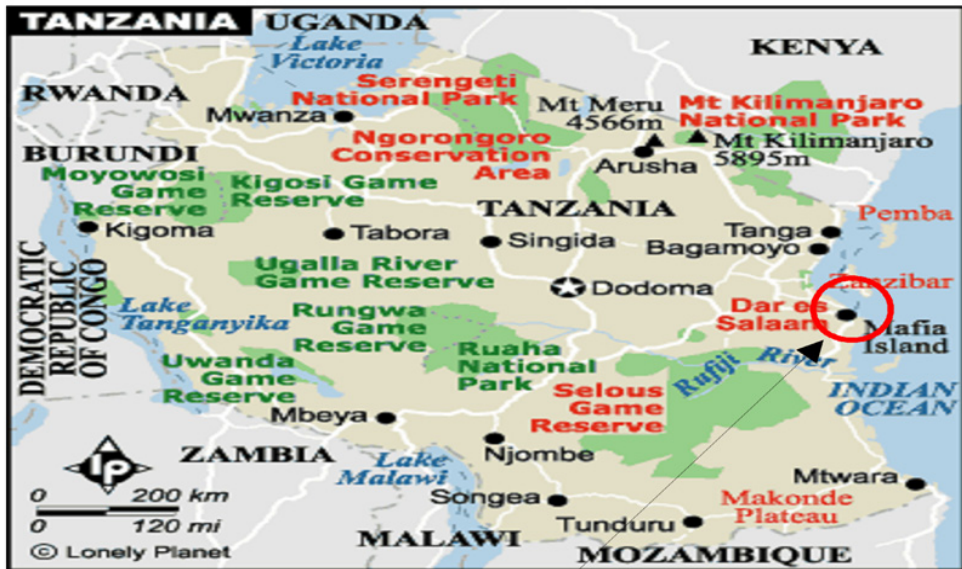 TANZANIA
UGANDA
Lake
Victoria
KENYA
RWANDA
Serengeti
National Park
Mwanza
Mt Meru
4566m
Mt Kilimanjaro
National Park
Mt Kilimanjaro
5895m
Ngorongoro
Conservation
Area
Arusha
BURUNDI
Moyowosi
Game
Reserve
Kigosi Game
Reserve
TANZANIA
Pemba
Kigoma
Tabora
Singida
Tanga
Bagamoyo
Ugalla River
Game Reserve
Dodoma
Zanzibar
DEMOCRATIC
REPUBLIC
OF CONGO
Lake
Tanganyika
Rungwa
Game
Reserve
Dar es
Salaam
Mafia
Island
Uwanda
Game
Reserve
Ruaha
National
Park
Rufiji River
Selous
Game
Reserve
INDIAN
OCEAN
Mbeya
ZAMBIA
Lake
Malawi
Njombe
lp
0 200 km
0 120 mi
Songea
Tunduru
Makonde
Plateau
Mtwara
© Lonely Planet
MALAWI
MOZAMBIQUE